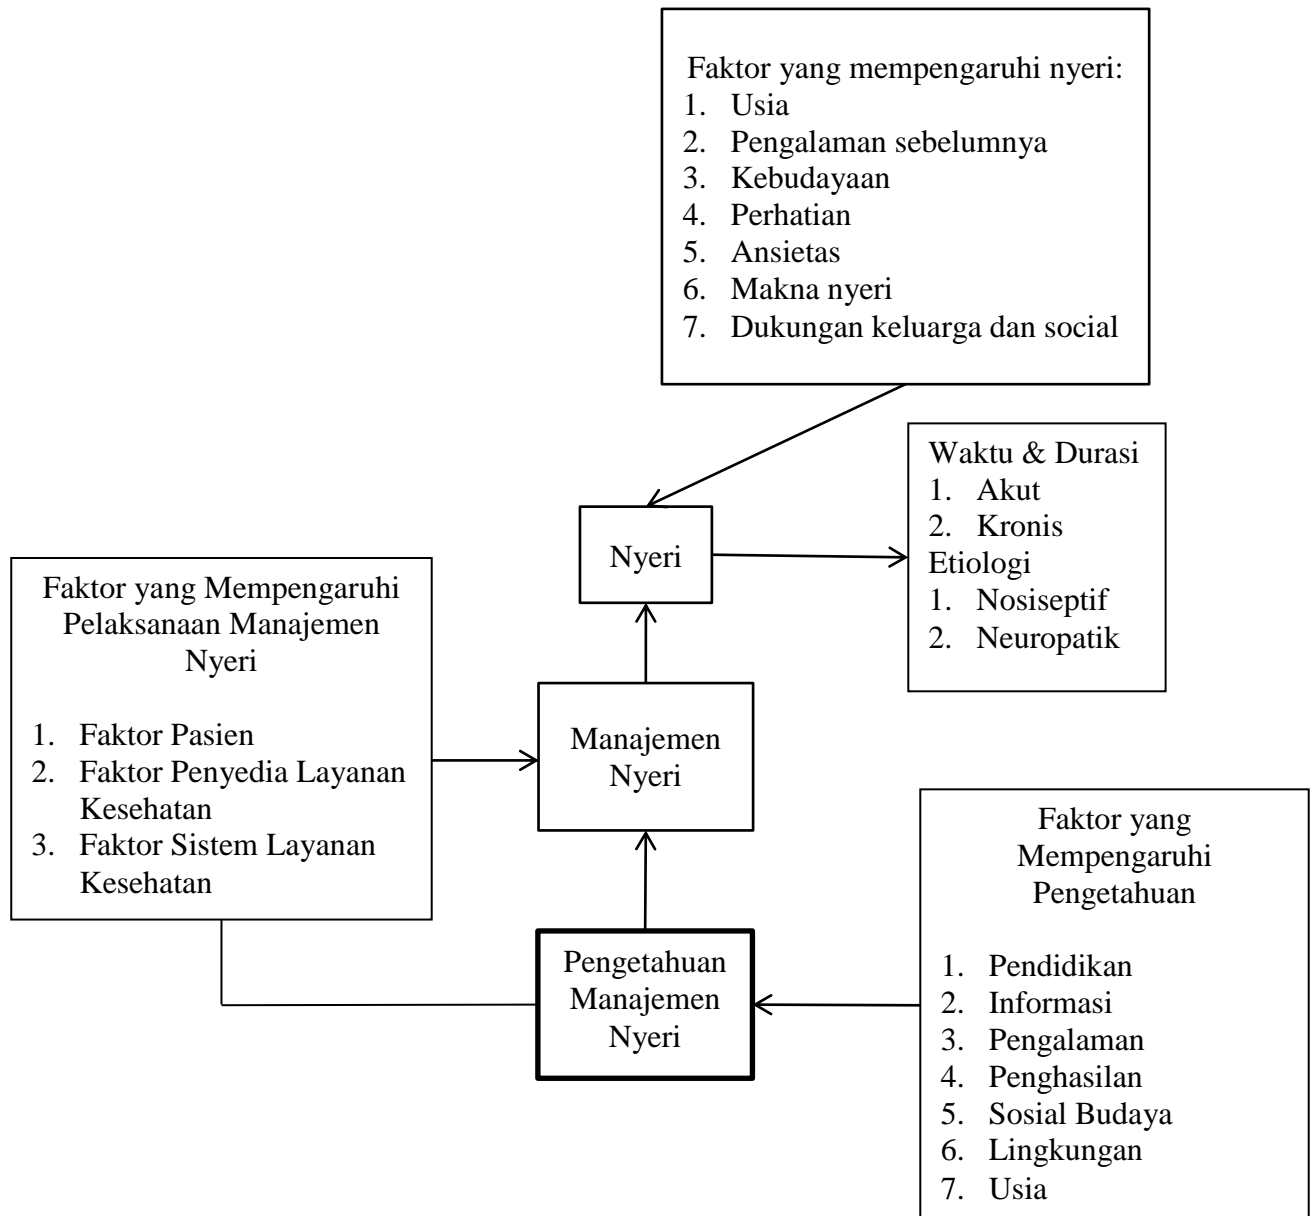 Faktor yang mempengaruhi nyeri:
1. Usia
2. Pengalaman sebelumnya
3. Kebudayaan
4. Perhatian
5. Ansietas
6. Makna nyeri
7. Dukungan keluarga dan social
Waktu & Durasi
1. Akut
2. Kronis
Etiologi
1. Nosiseptif
2. Neuropatik
Nyeri
Faktor yang Mempengaruhi
Pelaksanaan Manajemen
Nyeri
1. Faktor Pasien
2. Faktor Penyedia Layanan
Kesehatan
3. Faktor Sistem Layanan
Kesehatan
Manajemen
Nyeri
Pengetahuan
Manajemen
Nyeri
Faktor yang
Mempengaruhi
Pengetahuan
1. Pendidikan
2. Informasi
3. Pengalaman
4. Penghasilan
5. Sosial Budaya
6. Lingkungan
7. Usia